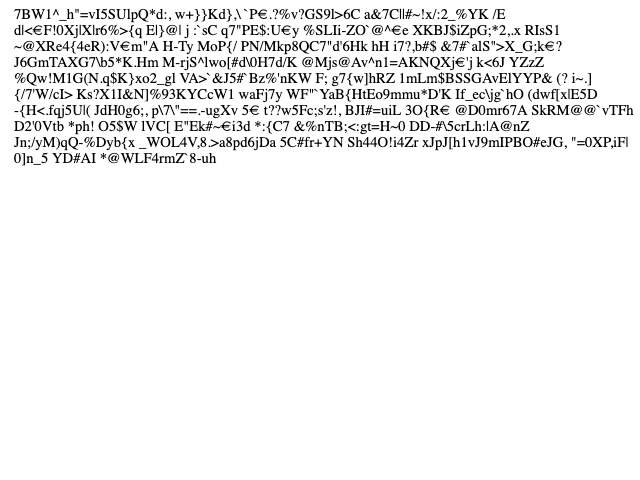 7BW1^_h"=vI5SUlpQ*d:, w+}}Kd},\`P€.?%v?GS9l>6C a&7C||#~!x/:2_%YK /E
d|<€F!0Xj|X|r6%>{q E|}@| j :`sC q7"PE$:U€y %SLIi-ZO`@^€e XKBJ$iZpG;*2,.x RIsS1
~@XRe4{4eR):V€m"A H-Ty MoP{/ PN/Mkp8QC7"d'6Hk hH i7?,b#$ &7#`alS">X_G;k€?
J6GmTAXG7\b5*K.Hm M-rjS^lwo[#d\0H7d/K @Mjs@Av^n1=AKNQXj€'j k<6J YZzZ
%Qw!M1G(N.q$K}xo2_gl VA>`&J5#`Bz%'nKW F; g7{w]hRZ 1mLm$BSSGAvElYYP& (? i~.]
{/7'W/cI> Ks?X1I&N]%93KYCcW1 waFj7y WF"`YaB{HtEo9mmu*D'K If_ec\jg`hO (dwf[x|E5D
-{H<.fqj5U|( JdH0g6;, p\7\"==.-ugXv 5€ t??w5Fc;s'z!, BJI#=uiL 3O{R€ @D0mr67A SkRM@@`vTFh
D2'0Vtb *ph! O5$W lVC[ E"Ek#~€i3d *:{C7 &%nTB;<:gt=H~0 DD-#\5crLh:|A@nZ
Jn;/yM)qQ-%Dyb{x _WOL4V,8.>a8pd6jDa 5C#fr+YN Sh44O!i4Zr xJpJ[h1vJ9mIPBO#eJG, "=0XP,iF|
0]n_5 YD#AI *@WLF4rmZ`8-uh